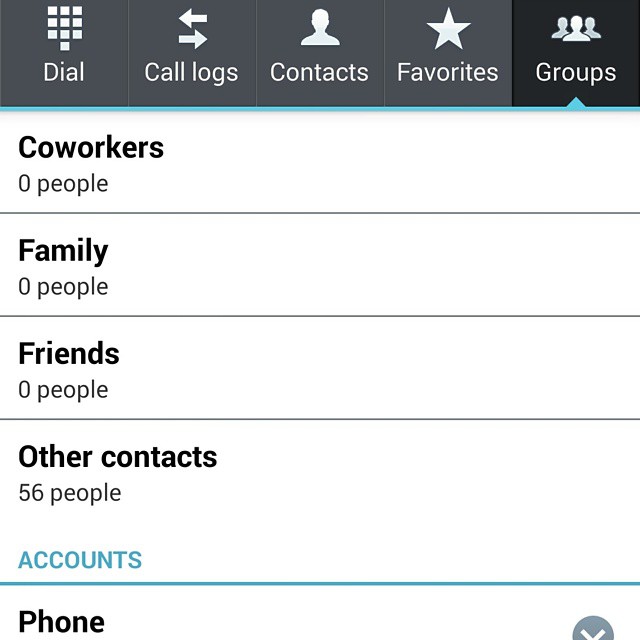 Dial
Call logs
Contacts
Favorites
Groups
Coworkers
0 people
Family
0 people
Friends
0 people
Other contacts
56 people
ACCOUNTS
Phone